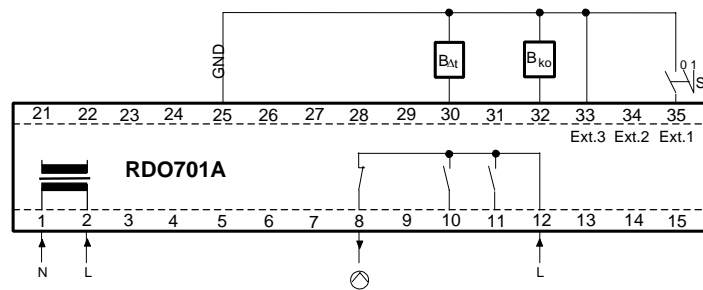 GND
BΔt
Bko
0 1
S
21 22 23 24 25 26 27 28 29 30 31 32 33 34 35
Ext.3 Ext.2 Ext.1
RDO701A
1 2 3 4 5 6 7 8 9 10 11 12 13 14 15
N L L